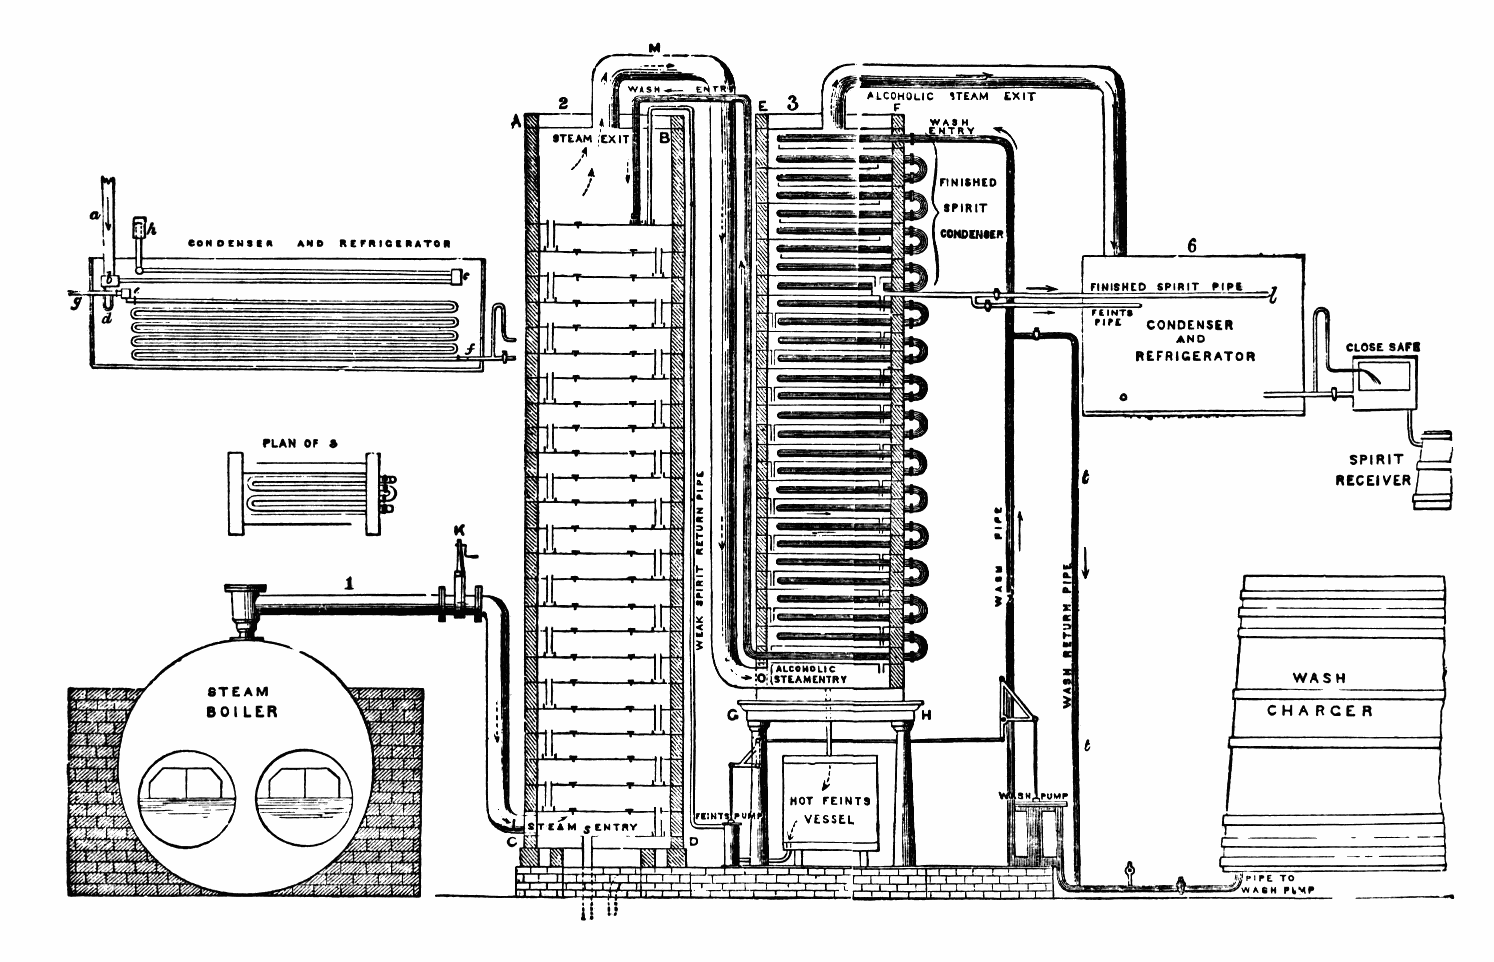 M
WASH ENTRY
2
E 3 F
ALCOHOLIC STEAM EXIT
A
STEAM EXIT B
WASH
ENTRY
FINISHED
SPIRIT
CONDENSER
a
h
CONDENSER AND REFRIGERATOR
b c
g e
d
f
6
FINISHED SPIRIT PIPE l
FEINTS
PIPE
CONDENSER
AND
REFRIGERATOR
CLOSE SAFE
SPIRIT
RECEIVER
PLAN OF 3
K
1
WEAK SPIRIT RETURN PIPE
WASH PIPE
WASH RETURN PIPE
t
t
STEAM
BOILER
O ALCOHOLIC
STEAM ENTRY
G H
WASH
CHARGER
HOT FEINTS
VESSEL
WASH PUMP
FEINTS PUMP
L STEAM ENTRY
S
C D
PIPE TO
WASH PUMP